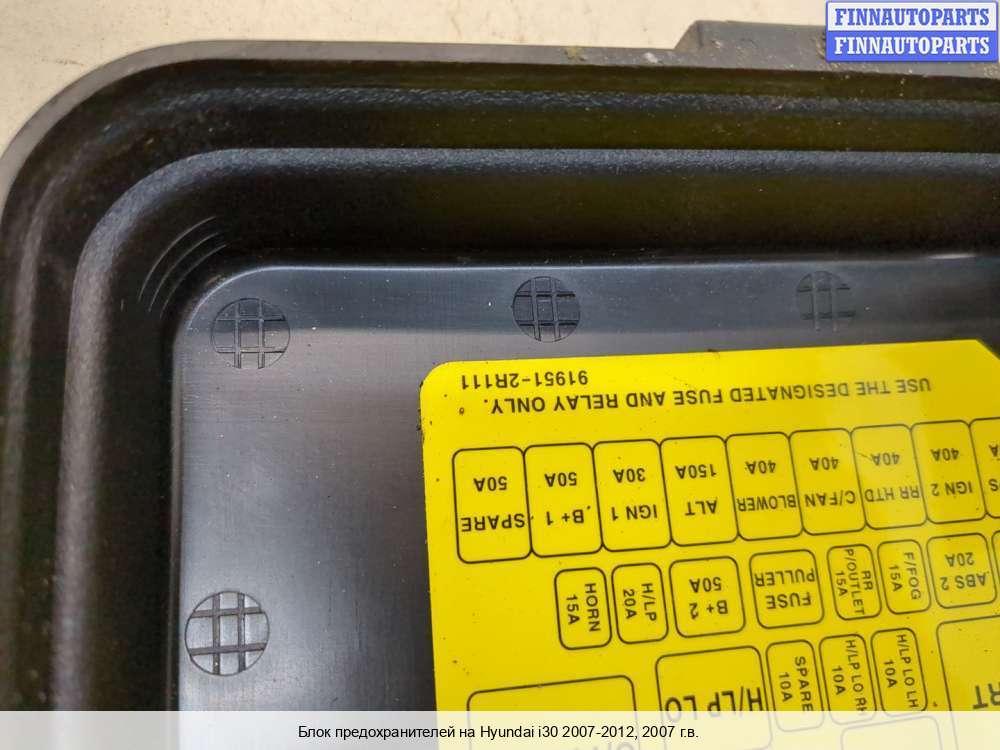 FINNAUTOPARTS
FINNAUTOPARTS
91951-2R111
USE THE DESIGNATED FUSE AND RELAY ONLY.
SPARE
50A
B+ 1
50A
IGN 1
30A
ALT
150A
BLOWER
40A
C/FAN
40A
RR HTD
40A
IGN 2
40A
HORN
15A
H/LP
20A
B+ 2
50A
FUSE
PULLER
RR
P/OUTLET
15A
F/FOG
15A
ABS 2
20A
H/LP LO
SPARE
10A
H/LP LO RH
10A
H/LP LO LH
10A
RT
Блок предохранителей на Hyundai i30 2007-2012, 2007 г.в.